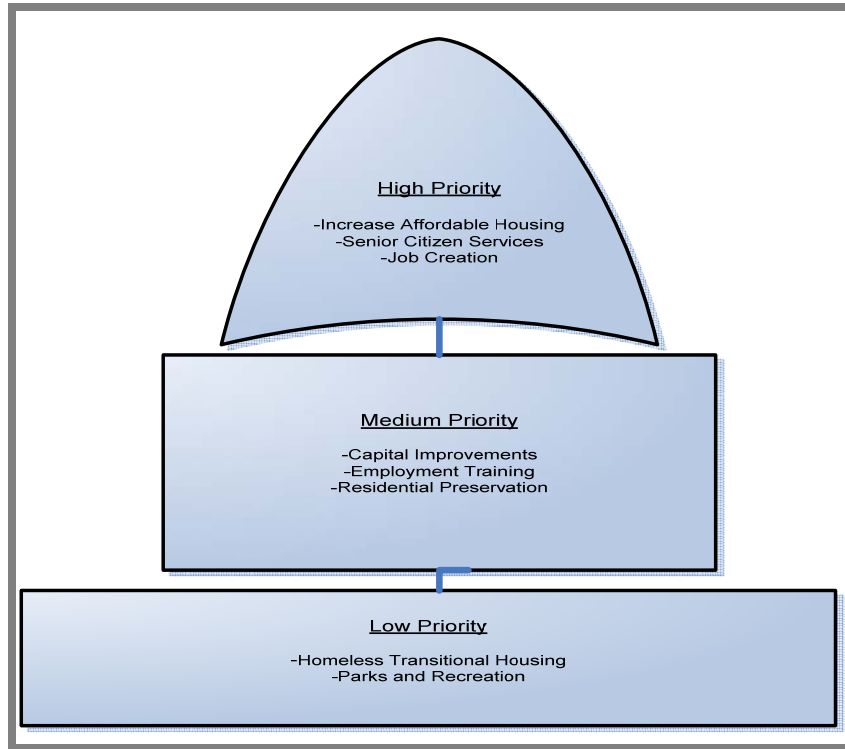 High Priority
-Increase Affordable Housing
-Senior Citizen Services
-Job Creation
Medium Priority
-Capital Improvements
-Employment Training
-Residential Preservation
Low Priority
-Homeless Transitional Housing
-Parks and Recreation